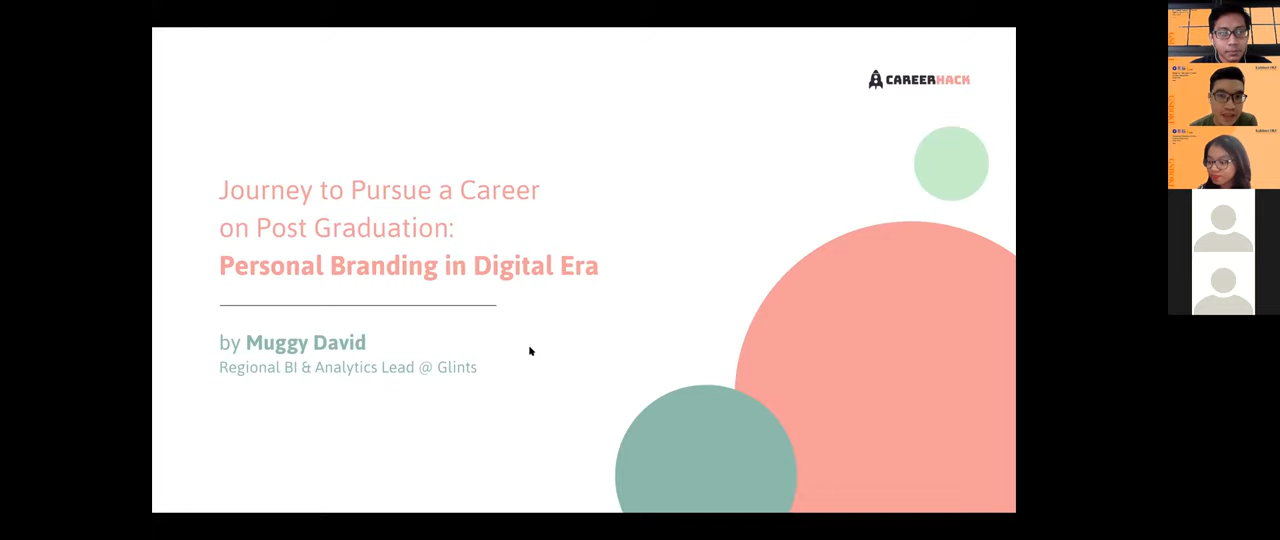 CAREERHACK
Journey to Pursue a Career
on Post Graduation:
Personal Branding in Digital Era
by Muggy David
Regional BI & Analytics Lead @ Glints